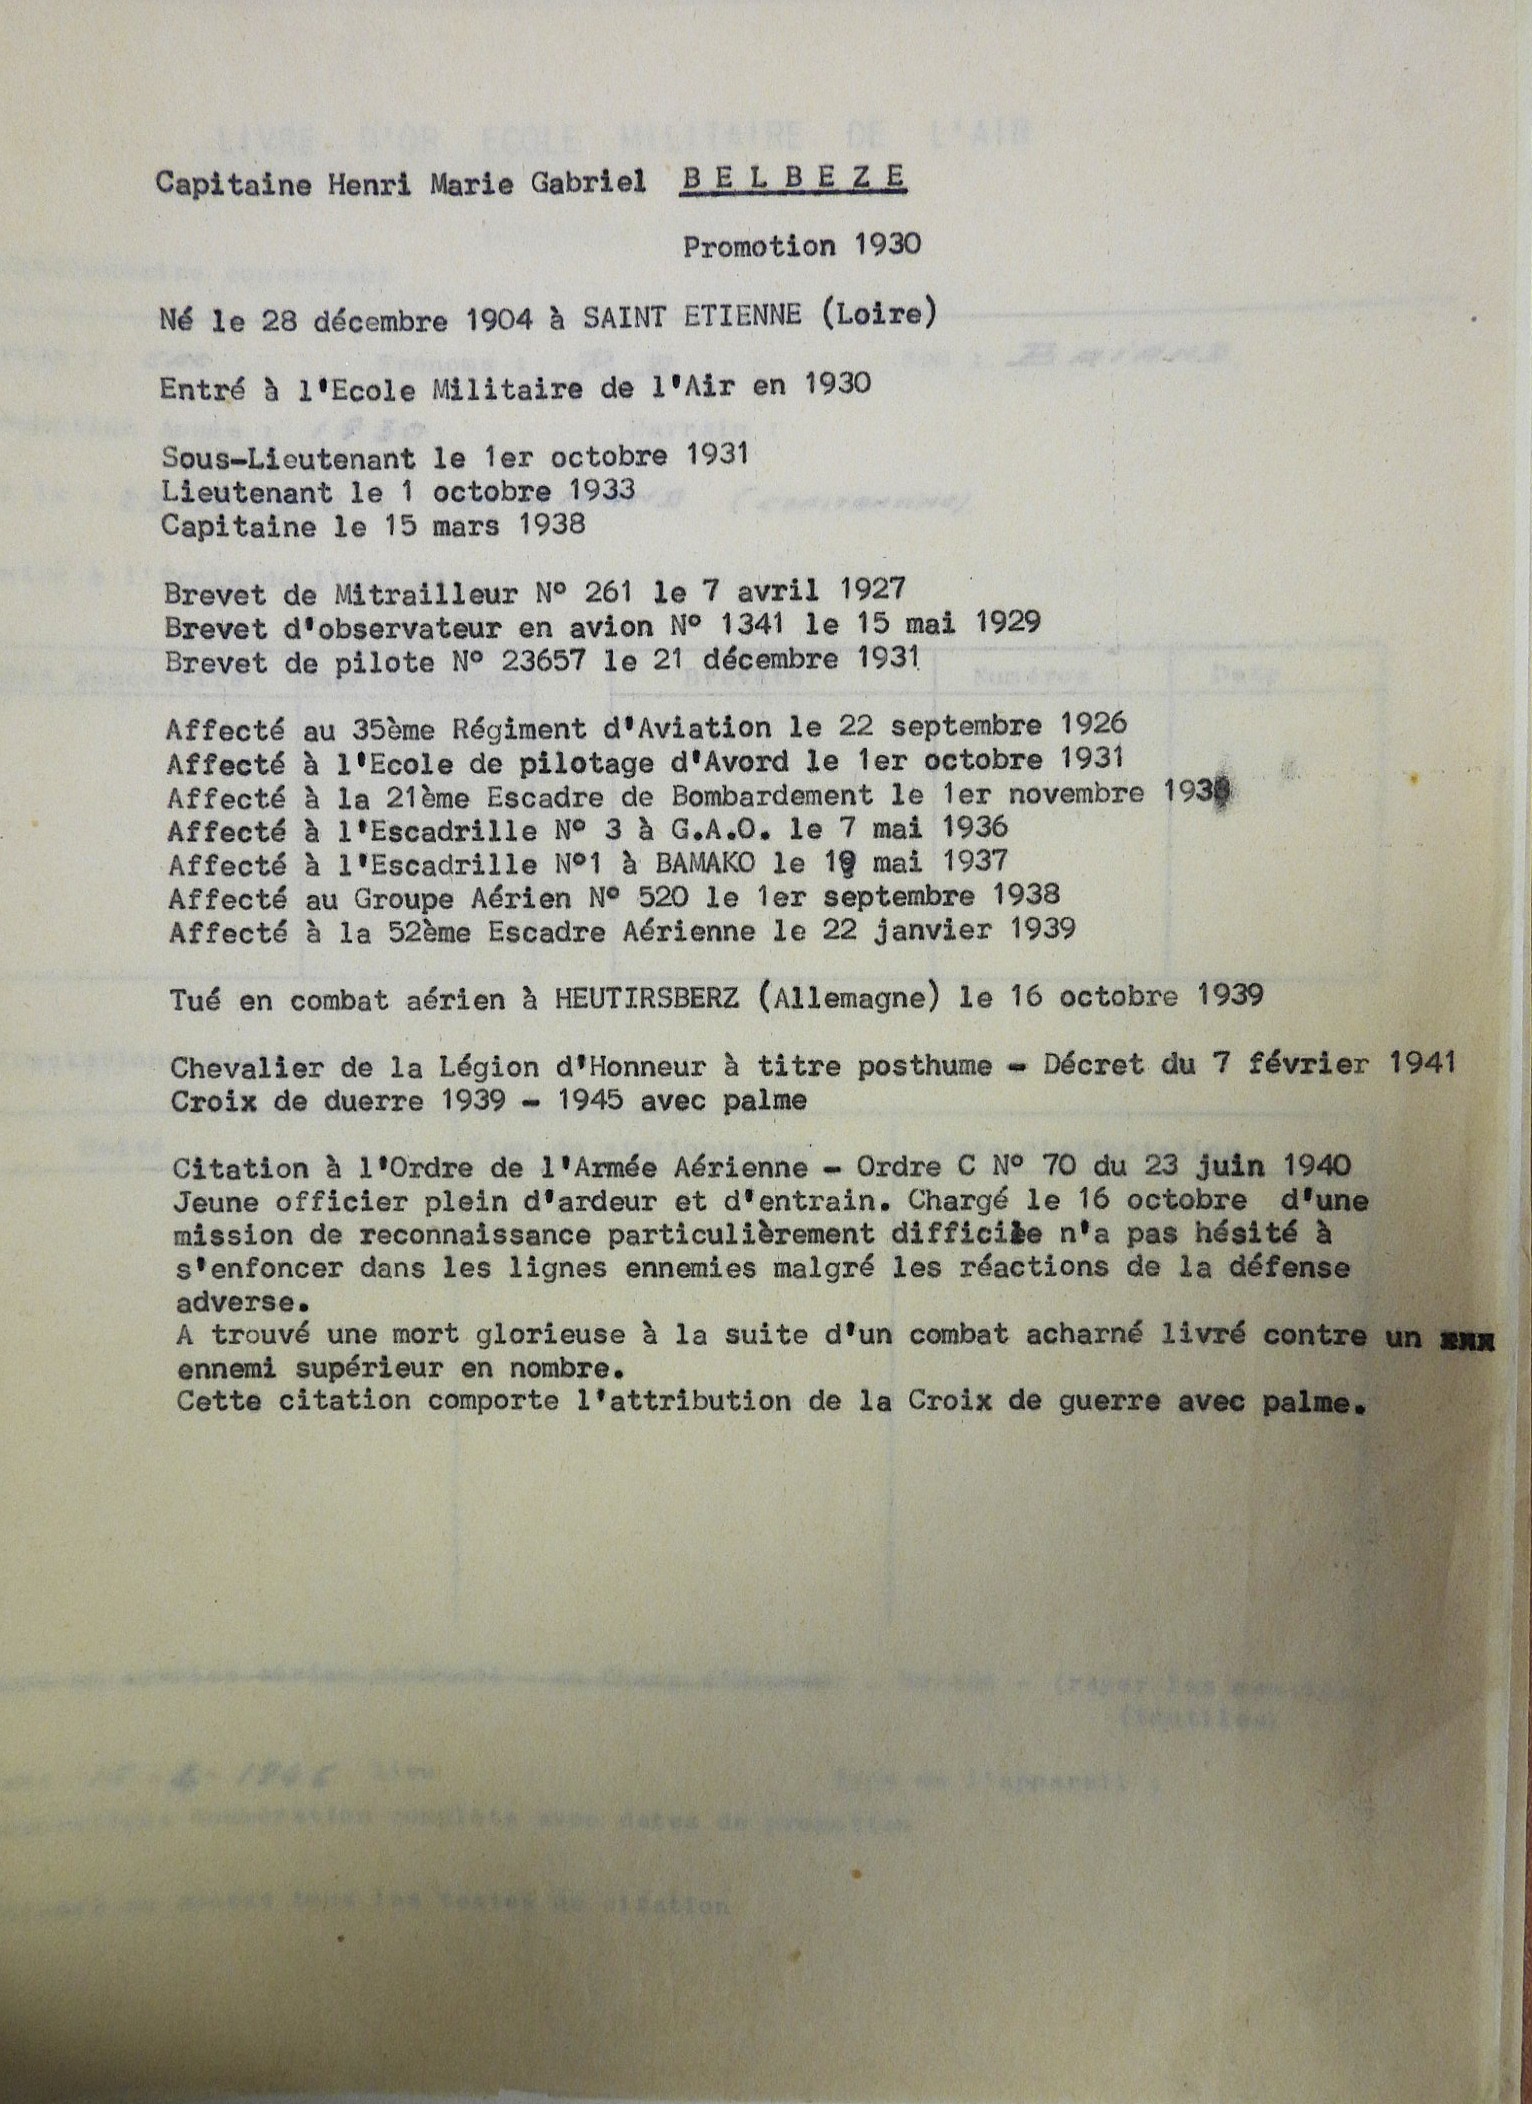 Capitaine Henri Marie Gabriel B E L B E Z E
Promotion 1930
Né le 28 décembre 1904 à SAINT ETIENNE (Loire)
Entré à l'Ecole Militaire de l'Air en 1930
Sous-Lieutenant le 1er octobre 1931
Lieutenant le 1 octobre 1933
Capitaine le 15 mars 1938
Brevet de Mitrailleur N° 261 le 7 avril 1927
Brevet d'observateur en avion N° 1341 le 15 mai 1929
Brevet de pilote N° 23657 le 21 décembre 1931
Affecté au 35ème Régiment d'Aviation le 22 septembre 1926
Affecté à l'Ecole de pilotage d'Avord le 1er octobre 1931
Affecté à la 21ème Escadre de Bombardement le 1er novembre
Affecté à l'Escadrille N° 3 à G.A.O. le 7 mai 1936
Affecté à l'Escadrille N°1 à BAMAKO le mai 1937
Affecté au Groupe Aérien N° 520 le 1er septembre 1938
Affecté à la 52ème Escadre Aérienne le 22 janvier 1939
Tué en combat aérien à HEUTIRSBERZ (Allemagne) le 16 octobre 1939
Chevalier de la Légion d'Honneur à titre posthume - Décret du 7 février 1941
Croix de duerre 1939 - 1945 avec palme
Citation à l'Ordre de l'Armée Aérienne - Ordre C N° 70 du 23 juin 1940
Jeune officier plein d'ardeur et d'entrain. Chargé le 16 octobre d'une
mission de reconnaissance particulièrement difficile n'a pas hésité à
s'enfoncer dans les lignes ennemies malgré les réactions de la défense
adverse.
A trouvé une mort glorieuse à la suite d'un combat acharné livré contre un
ennemi supérieur en nombre.
Cette citation comporte l'attribution de la Croix de guerre avec palme.